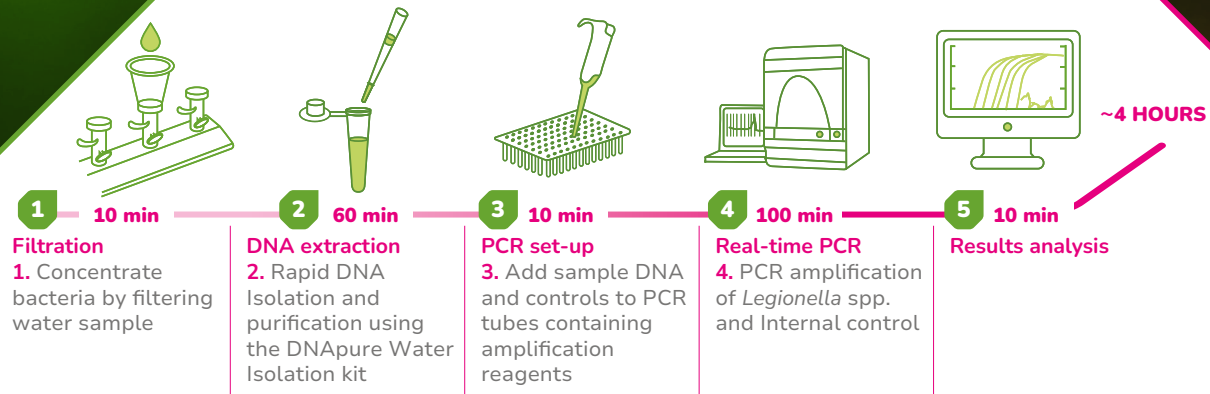 ~4 HOURS
1 10 min
Filtration
1. Concentrate
bacteria by filtering
water sample
2 60 min
DNA extraction
2. Rapid DNA
Isolation and
purification using
the DNApure Water
Isolation kit
3 10 min
PCR set-up
3. Add sample DNA
and controls to PCR
tubes containing
amplification
reagents
4 100 min
Real-time PCR
4. PCR amplification
of Legionella spp.
and Internal control
5 10 min
Results analysis